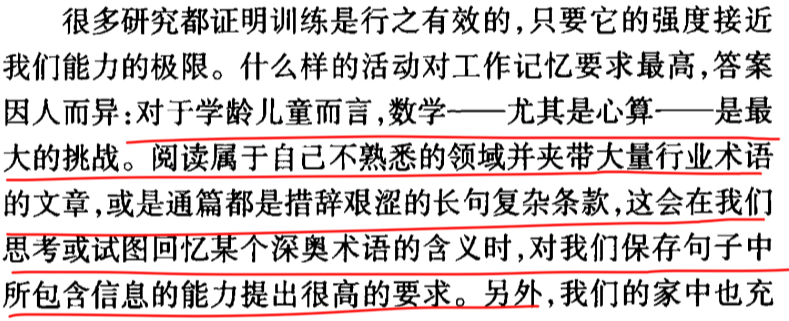 很多研究都证明训练是行之有效的,只要它的强度接近
我们能力的极限。什么样的活动对工作记忆要求最高,答案
因人而异:对于学龄儿童而言,数学——尤其是心算——是最
大的挑战。阅读属于自己不熟悉的领域并夹带大量行业术语
的文章,或是通篇都是措辞艰涩的长句复杂条款,这会在我们
思考或试图回忆某个深奥术语的含义时,对我们保存句子中
所包含信息的能力提出很高的要求。另外,我们的家中也充